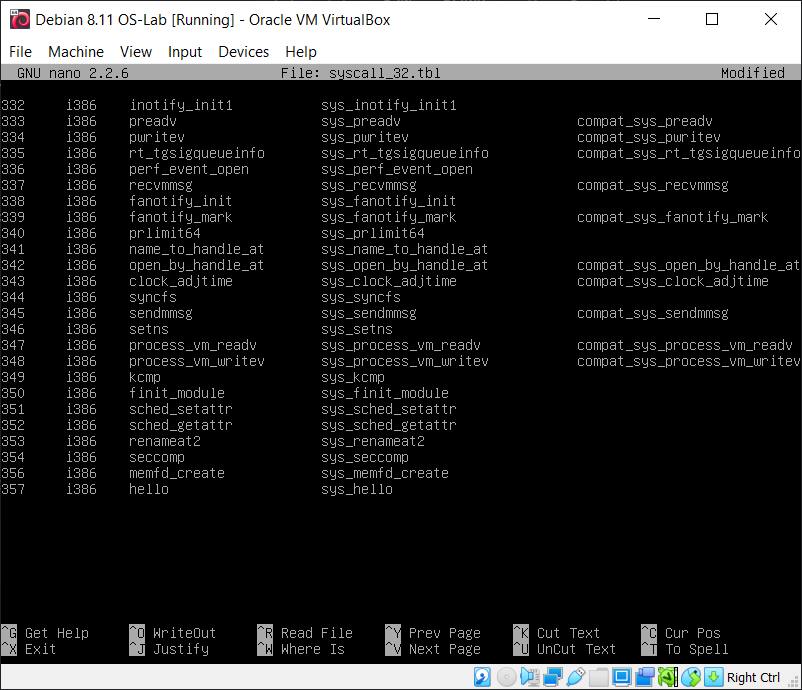 Debian 8.11 OS-Lab [Running] - Oracle VM VirtualBox
File Machine View Input Devices Help
GNU nano 2.2.6 File: syscall_32.tbl Modified
332 i386 inotify_init1 sys_inotify_init1
333 i386 preadv sys_preadv compat_sys_preadv
334 i386 pwritev sys_pwritev compat_sys_pwritev
335 i386 rt_tgsigqueueinfo sys_rt_tgsigqueueinfo compat_sys_rt_tgsigqueueinfo
336 i386 perf_event_open sys_perf_event_open
337 i386 recvmmsg sys_recvmmsg compat_sys_recvmmsg
338 i386 fanotify_init sys_fanotify_init
339 i386 fanotify_mark sys_fanotify_mark compat_sys_fanotify_mark
340 i386 prlimit64 sys_prlimit64
341 i386 name_to_handle_at sys_name_to_handle_at
342 i386 open_by_handle_at sys_open_by_handle_at compat_sys_open_by_handle_at
343 i386 clock_adjtime sys_clock_adjtime compat_sys_clock_adjtime
344 i386 syncfs sys_syncfs
345 i386 sendmmsg sys_sendmmsg compat_sys_sendmmsg
346 i386 setns sys_setns
347 i386 process_vm_readv sys_process_vm_readv compat_sys_process_vm_readv
348 i386 process_vm_writev sys_process_vm_writev compat_sys_process_vm_writev
349 i386 kcmp sys_kcmp
350 i386 finit_module sys_finit_module
351 i386 sched_setattr sys_sched_setattr
352 i386 sched_getattr sys_sched_getattr
353 i386 renameat2 sys_renameat2
354 i386 seccomp sys_seccomp
356 i386 memfd_create sys_memfd_create
357 i386 hello sys_hello
^G Get Help ^O WriteOut ^R Read File ^Y Prev Page ^K Cut Text ^C Cur Pos
^X Exit ^J Justify ^W Where Is ^V Next Page ^U UnCut Text ^T To Spell
Right Ctrl